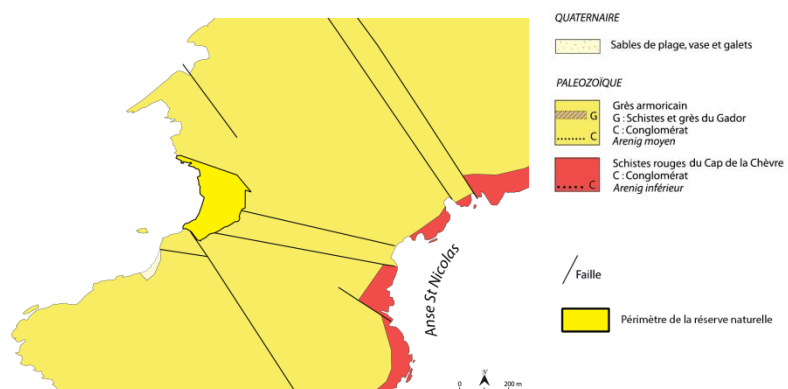 QUATERNAIRE
Sables de plage, vase et galets
PALEOZOÏQUE
Grès armoricain
G G : Schistes et grès du Gador
C C : Conglomérat
Arenig moyen
Schistes rouges du Cap de la Chèvre
C : Conglomérat
C Arenig inférieur
Faille
Périmètre de la réserve naturelle
Anse St Nicolas
N
0 200 m